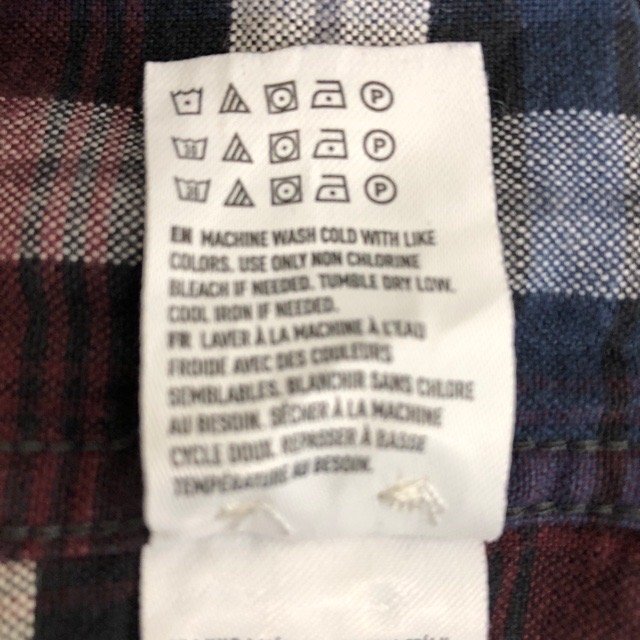 P
P
P
EN MACHINE WASH COLD WITH LIKE
COLORS. USE ONLY NON CHLORINE
BLEACH IF NEEDED. TUMBLE DRY LOW.
COOL IRON IF NEEDED.
FR LAVER À LA MACHINE À L'EAU
FROIDE AVEC DES COULEURS
SEMBLABLES. BLANCHIR SANS CHLORE
AU BESOIN. SÉCHER À LA MACHINE
CYCLE DOUX. REPASSER À BASSE
TEMPÉRATURE AU BESOIN.